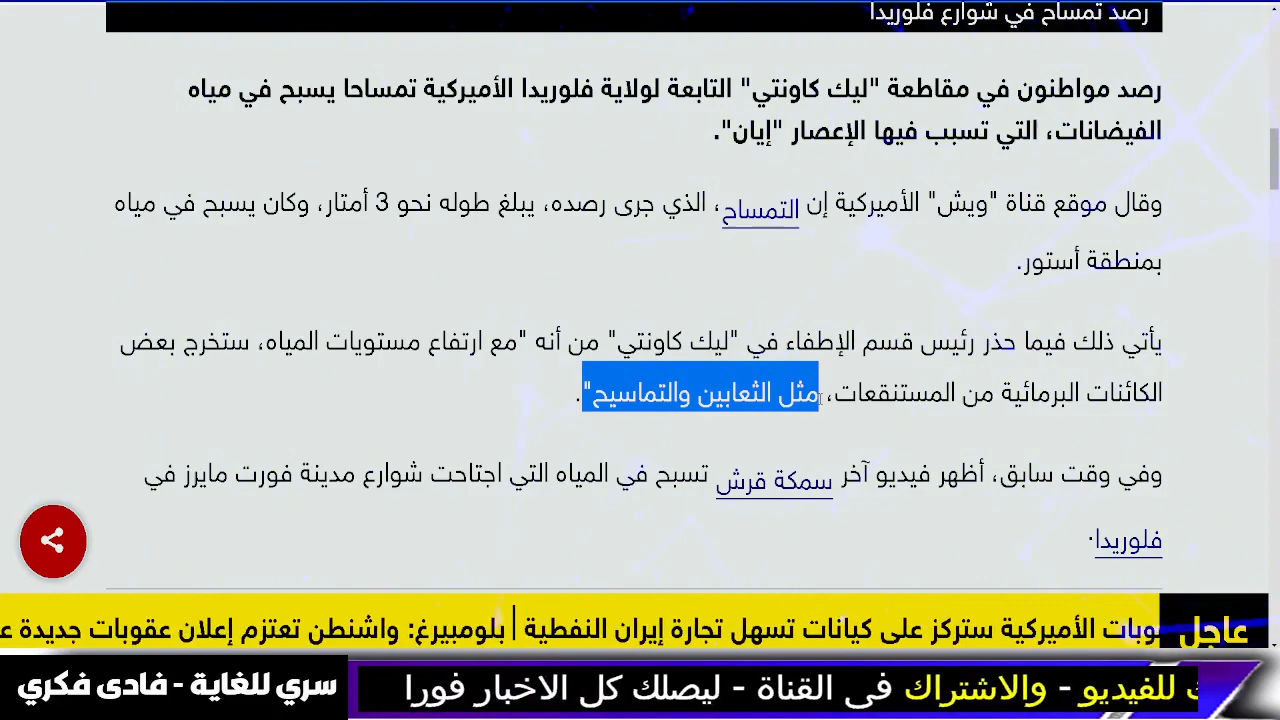 رصد تمساح في شوارع فلوريدا
رصد مواطنون في مقاطعة "ليك كاونتي" التابعة لولاية فلوريدا الأميركية تمساحا يسبح في مياه
الفيضانات، التي تسبب فيها الإعصار "إيان".
وقال موقع قناة "ويش" الأميركية إن التمساح، الذي جرى رصده، يبلغ طوله نحو 3 أمتار، وكان يسبح في مياه
بمنطقة أستور.
يأتي ذلك فيما حذر رئيس قسم الإطفاء في "ليك كاونتي" من أنه "مع ارتفاع مستويات المياه، ستخرج بعض
الكائنات البرمائية من المستنقعات، مثل الثعابين والتماسيح".
وفي وقت سابق، أظهر فيديو آخر سمكة قرش تسبح في المياه التي اجتاحت شوارع مدينة فورت مايرز في
فلوريدا.
عاجل
الأميركية ستركز على كيانات تسهل تجارة إيران النفطية | بلومبيرغ: واشنطن تعتزم إعلان عقوبات جديدة
للفيديو - والاشتراك فى القناة - ليصلك كل الاخبار فورا
سري للغاية - فادى فكري